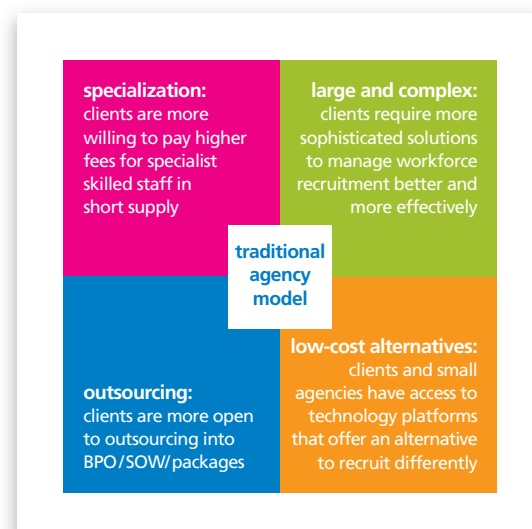 specialization:
clients are more
willing to pay higher
fees for specialist
skilled staff in
short supply
large and complex:
clients require more
sophisticated solutions
to manage workforce
recruitment better and
more effectively
traditional
agency
model
outsourcing:
clients are more open
to outsourcing into
BPO/SOW/packages
low-cost alternatives:
clients and small
agencies have access to
technology platforms
that offer an alternative
to recruit differently